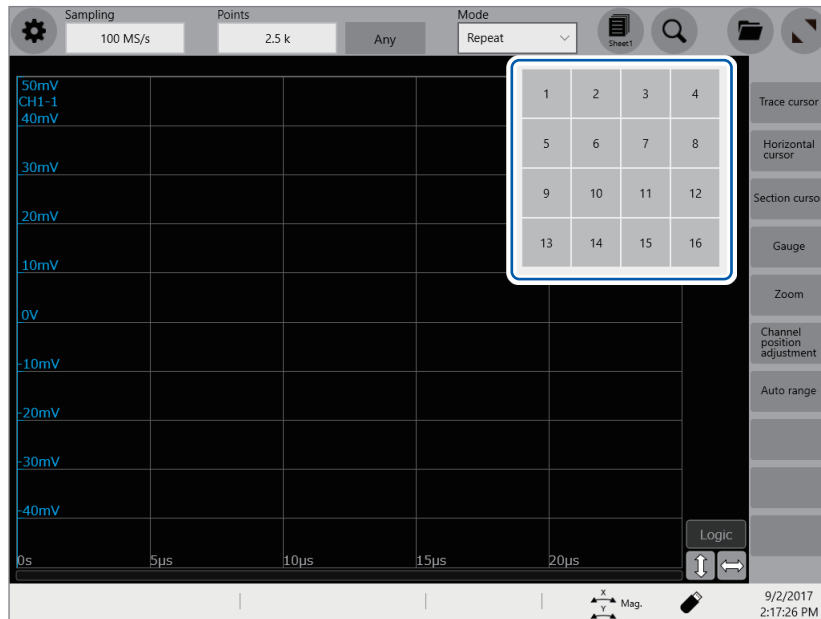 Sampling
Points
Mode
100 MS/s
2.5 k
Any
Repeat
Sheet1
50mV
CH1-1
40mV
30mV
20mV
10mV
0V
-10mV
-20mV
-30mV
-40mV
0s
5µs
10µs
15µs
20µs
1 2 3 4
5 6 7 8
9 10 11 12
13 14 15 16
Trace cursor
Horizontal
cursor
Section curso
Gauge
Zoom
Channel
position
adjustment
Auto range
Logic
X
Mag.
Y
9/2/2017
2:17:26 PM